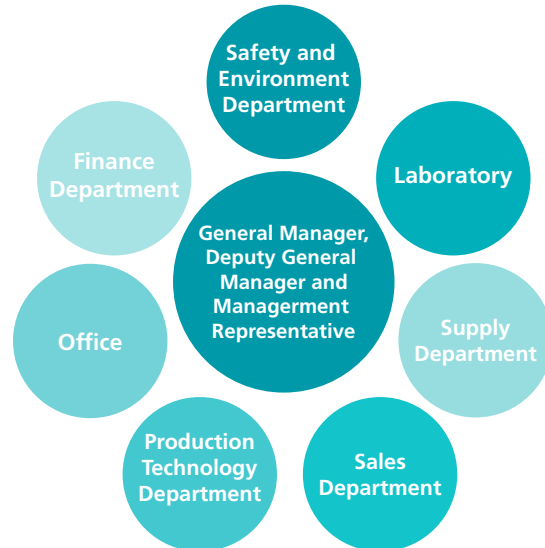 Safety and
Environment
Department
Finance
Department
Laboratory
General Manager,
Deputy General
Manager and
Managerment
Representative
Office
Supply
Department
Production
Technology
Department
Sales
Department